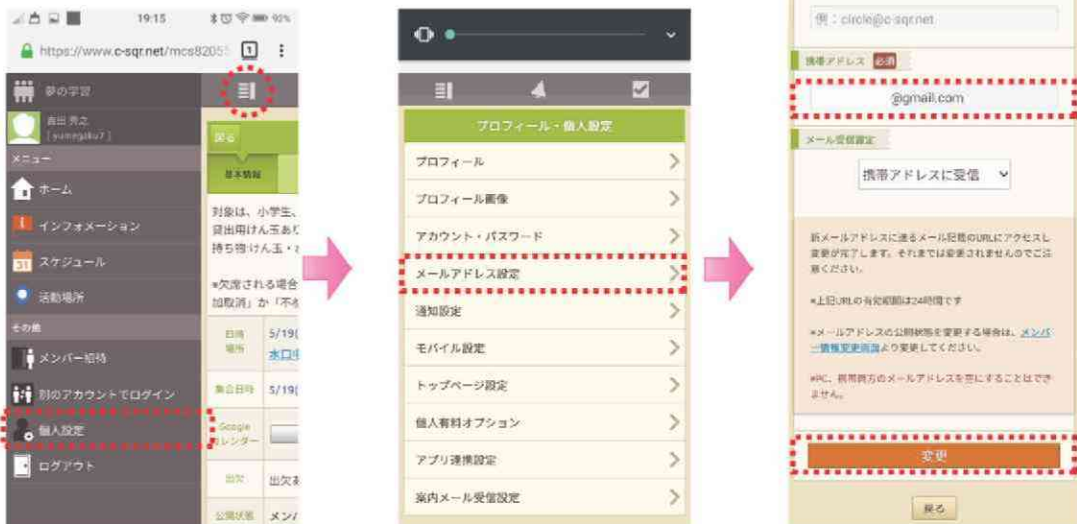 19:15
92%
https://www.c-sqr.net/mcs8205
1
夢の学習
吉田 秀之
[ yumegaku7 ]
メニュー
ホーム
インフォメーション
31
スケジュール
活動場所
その他
メンバー招待
別のアカウントでログイン
個人設定
ログアウト
戻る
基本情報
対象は、小学生、
貸出用けん玉あり
持ち物:けん玉・
*欠席される場合
加取消」か「不
日時
場所
5/19(
水口
集合日時
5/19(
Google
カレンダー
出欠
出欠
公開状態
メン
プロフィール・個人設定
プロフィール
プロフィール画像
アカウント・パスワード
メールアドレス設定
通知設定
モバイル設定
トップページ設定
個人有料オプション
アプリ連携設定
案内メール受信設定
例：circle@c-sqr.net
携帯アドレス 必須
@gmail.com
メール受信設定
携帯アドレスに受信
新メールアドレスに送るメール記載のURLにアクセスし
変更が完了します。それまでは変更されませんのでご注
意ください。
*上記URLの有効期間は24時間です
*メールアドレスの公開状態を変更する場合は、メンバ
ー情報変更画面より変更してください。
*PC、携帯両方のメールアドレスを空にすることはでき
ません。
変更
戻る